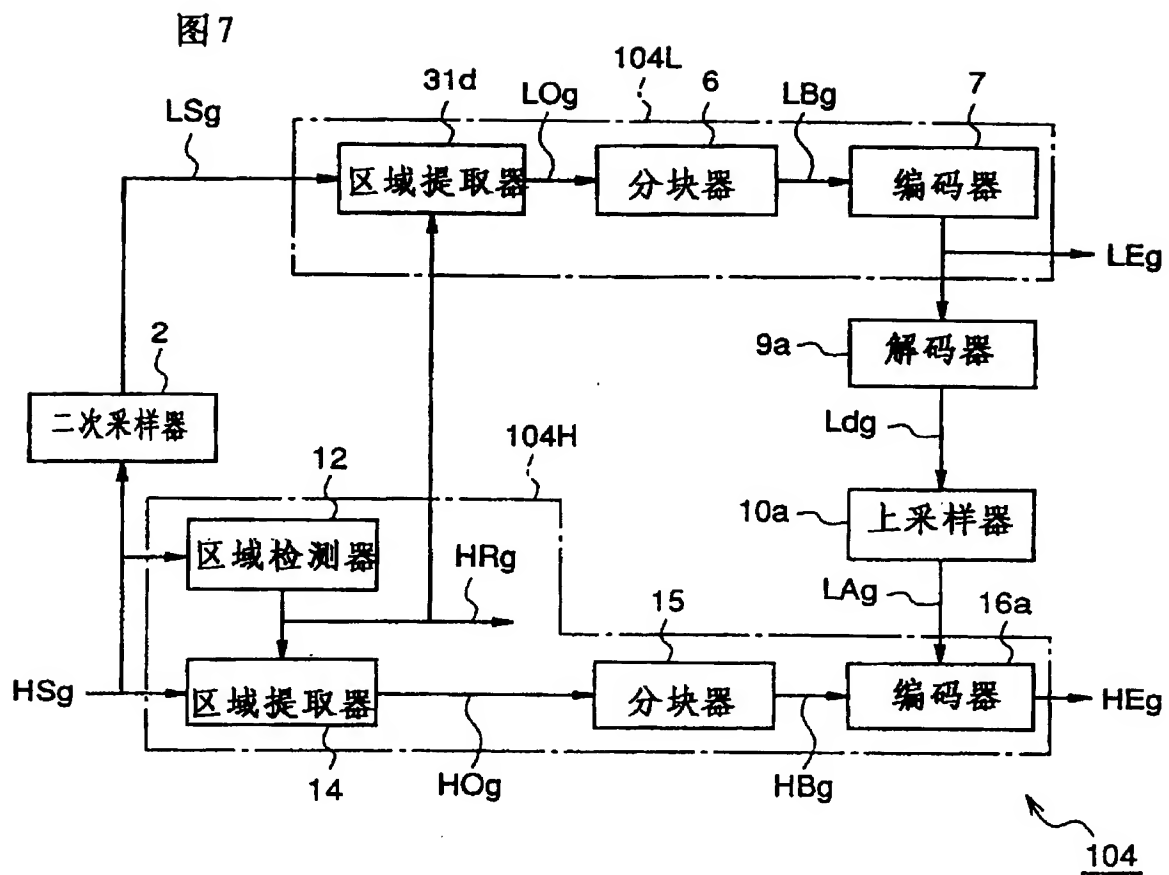 图7
104L
31d
LOg
6
LBg
7
LSg
区域提取器
分块器
编码器
LEg
2
9a
解码器
二次采样器
Ldg
104H
12
10a
上采样器
区域检测器
HRg
LAg
15
16a
HSg
区域提取器
分块器
编码器
HEg
14
HOg
HBg
104